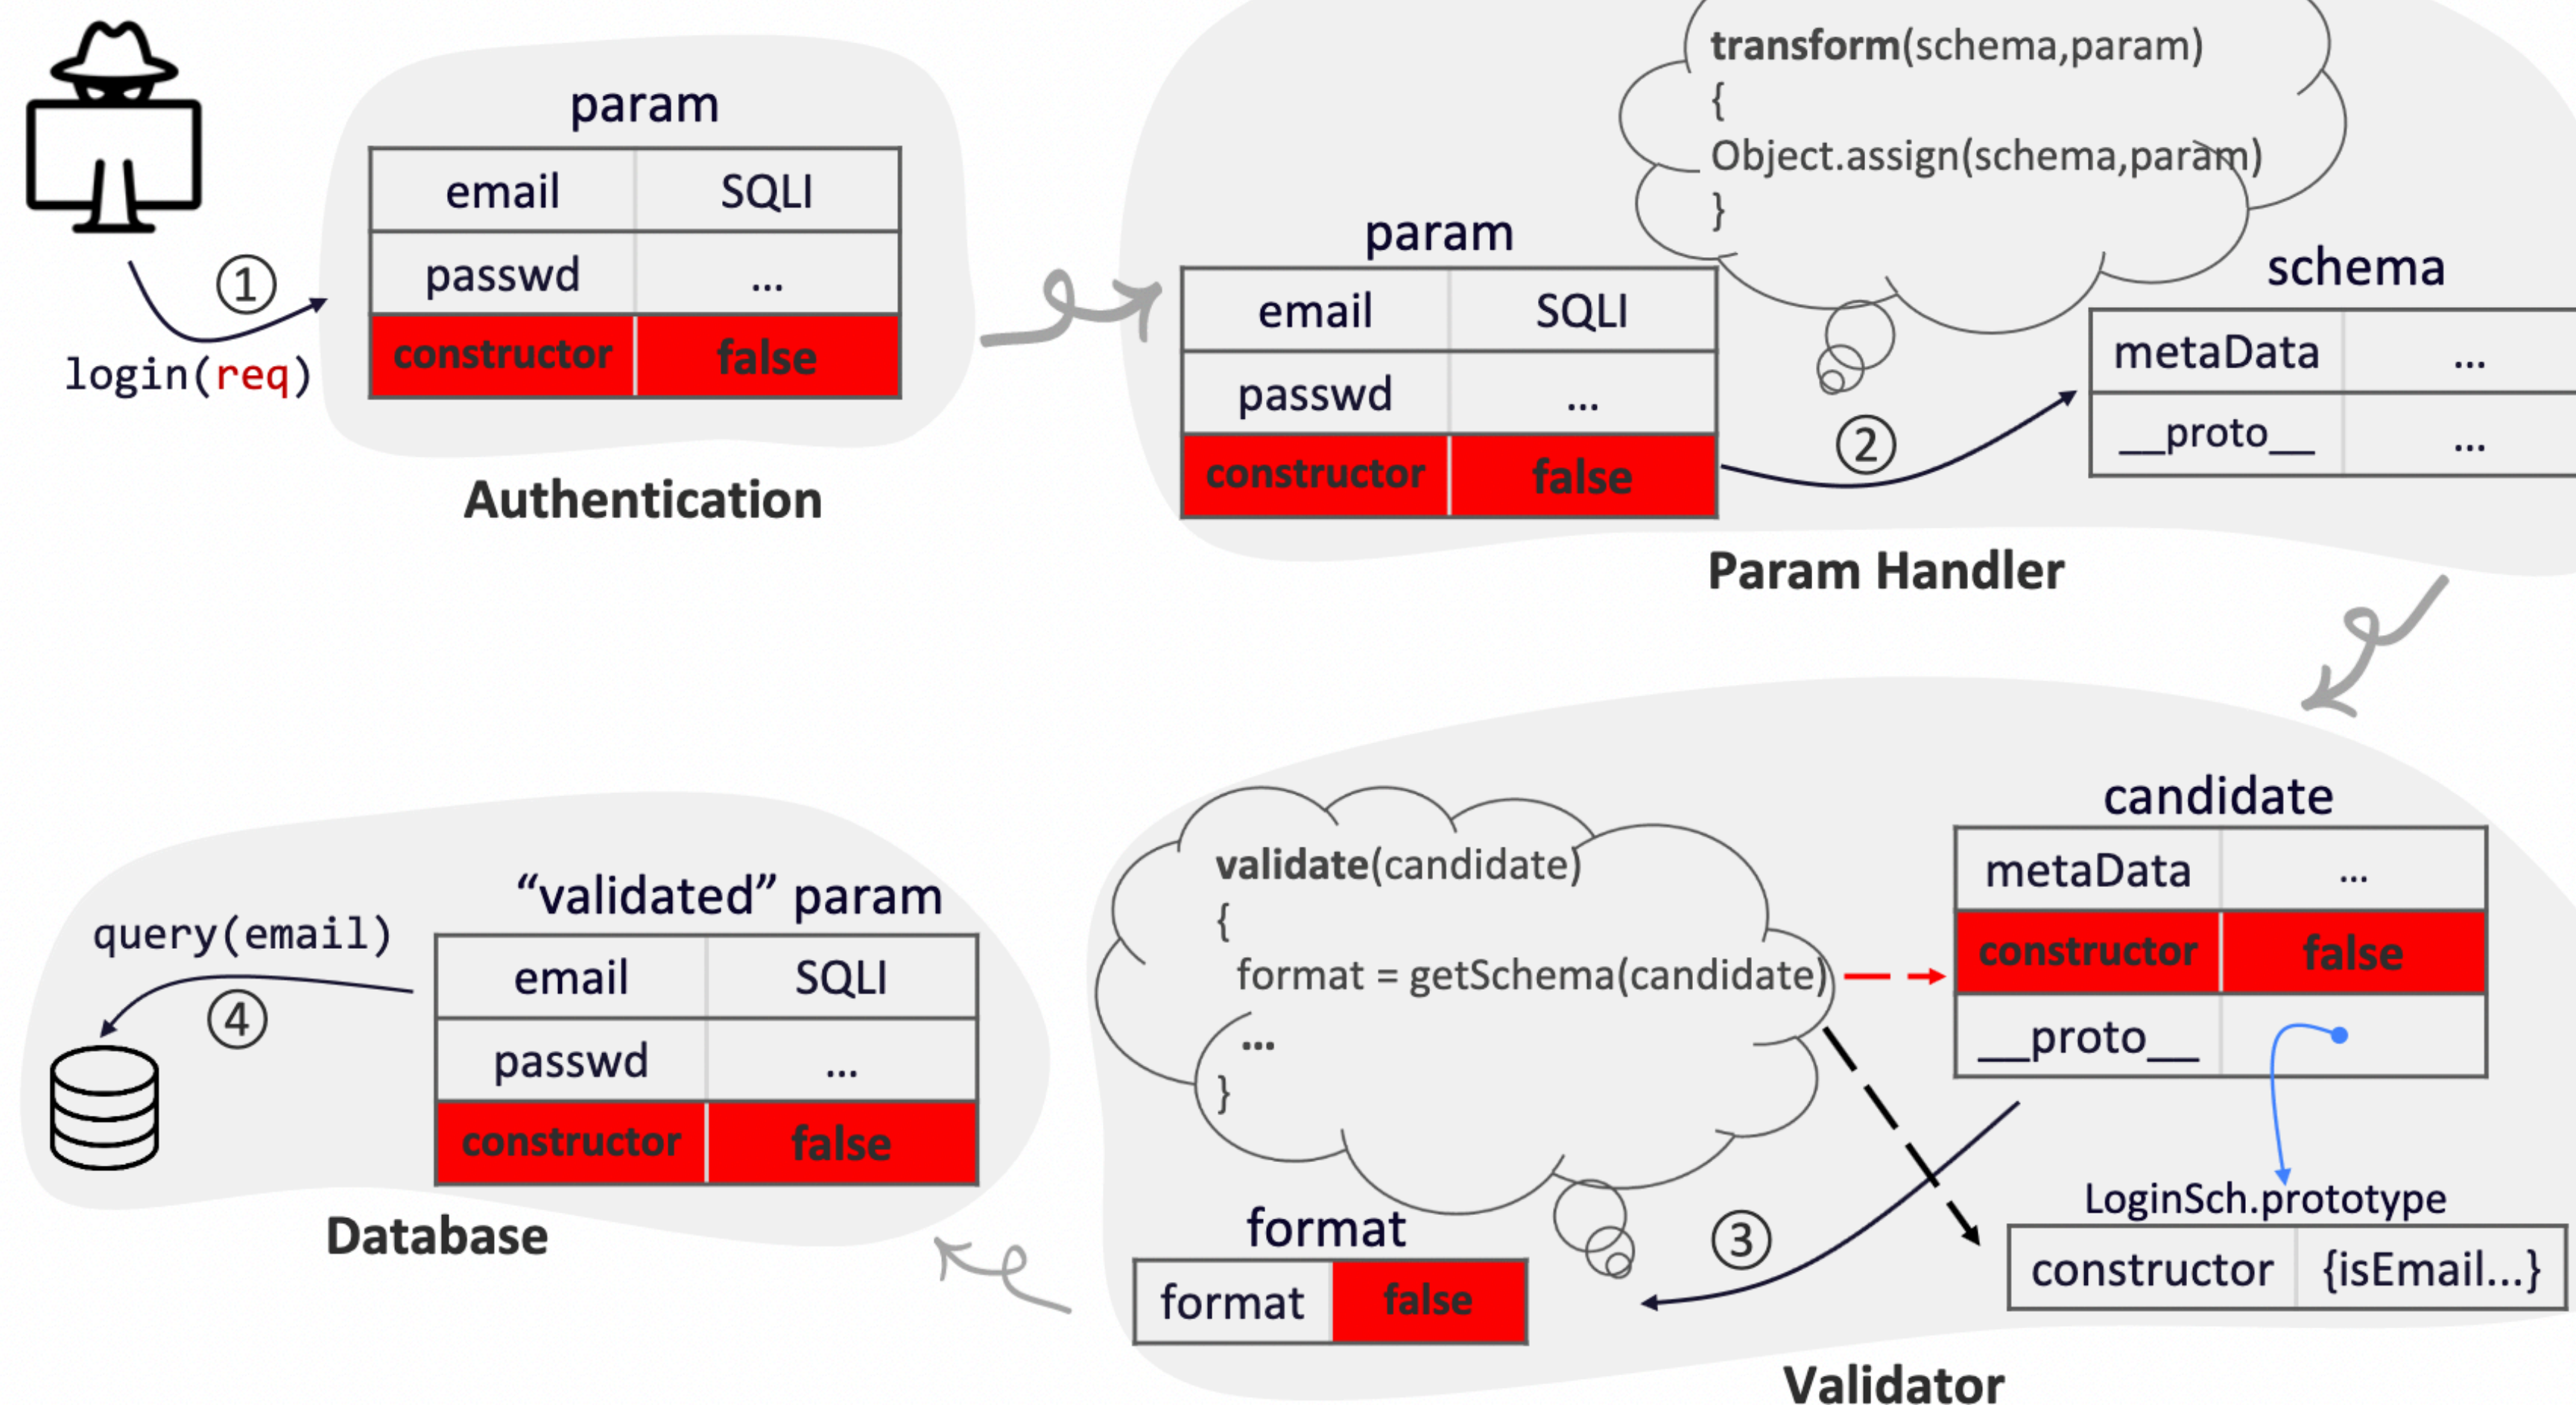 login(req)
①
param
email SQLI
passwd ...
constructor false
Authentication
transform(schema,param)
{
Object.assign(schema,param)
}
param
email SQLI
passwd ...
constructor false
②
schema
metaData ...
__proto__ ...
Param Handler
validate(candidate)
{
format = getSchema(candidate)
...
}
candidate
metaData ...
constructor false
__proto__
LoginSch.prototype
constructor {isEmail...}
③
format
format false
Validator
“validated” param
email SQLI
passwd ...
constructor false
query(email)
④
Database